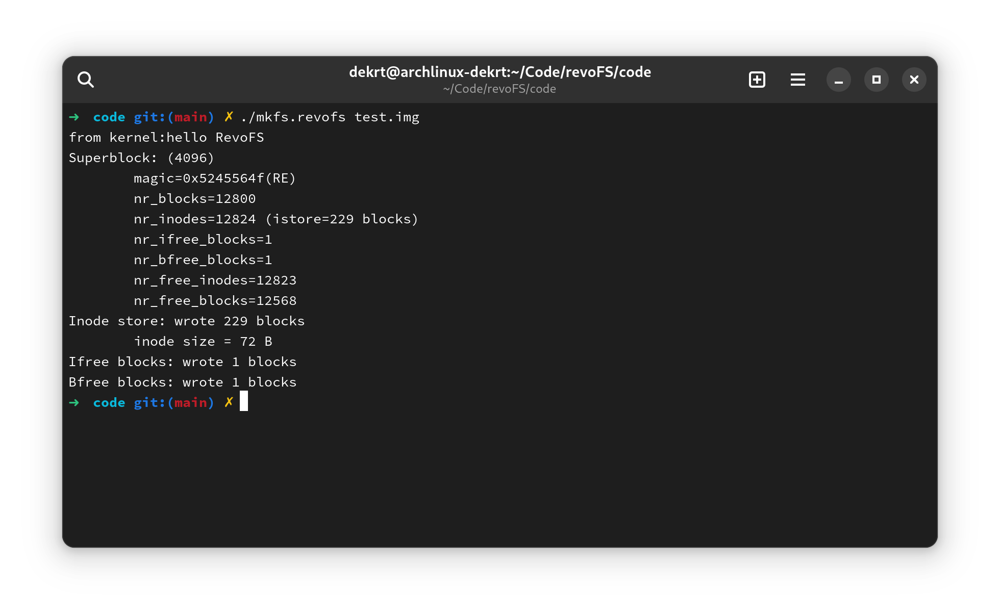 dekrt@archlinux-dekrt:~/Code/revoFS/code
~/Code/revoFS/code
➜  code git:(main) ✗ ./mkfs.revofs test.img
from kernel:hello RevoFS
Superblock: (4096)
        magic=0x5245564f(RE)
        nr_blocks=12800
        nr_inodes=12824 (istore=229 blocks)
        nr_ifree_blocks=1
        nr_bfree_blocks=1
        nr_free_inodes=12823
        nr_free_blocks=12568
Inode store: wrote 229 blocks
        inode size = 72 B
Ifree blocks: wrote 1 blocks
Bfree blocks: wrote 1 blocks
➜  code git:(main) ✗